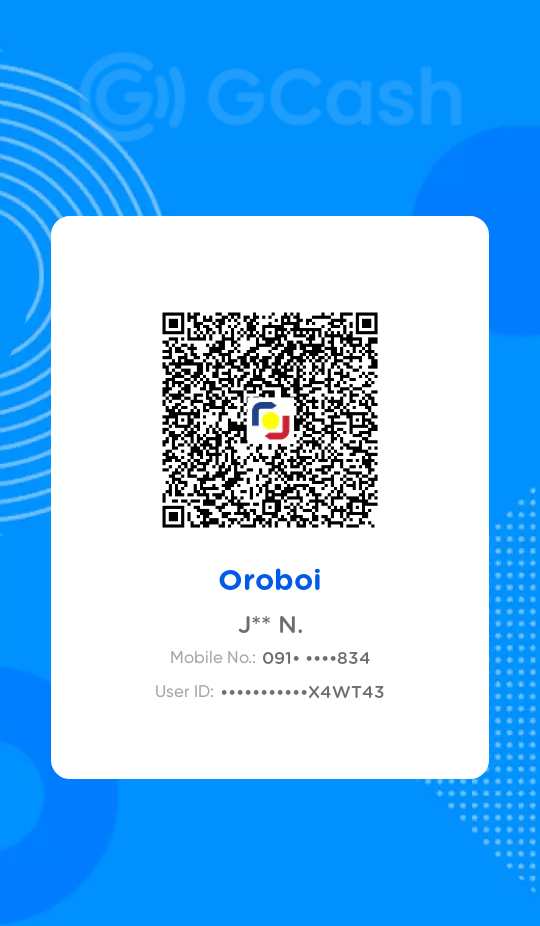 GCash
Oroboi
J** N.
Mobile No.: 091• ••••834
User ID: •••••••••••X4WT43